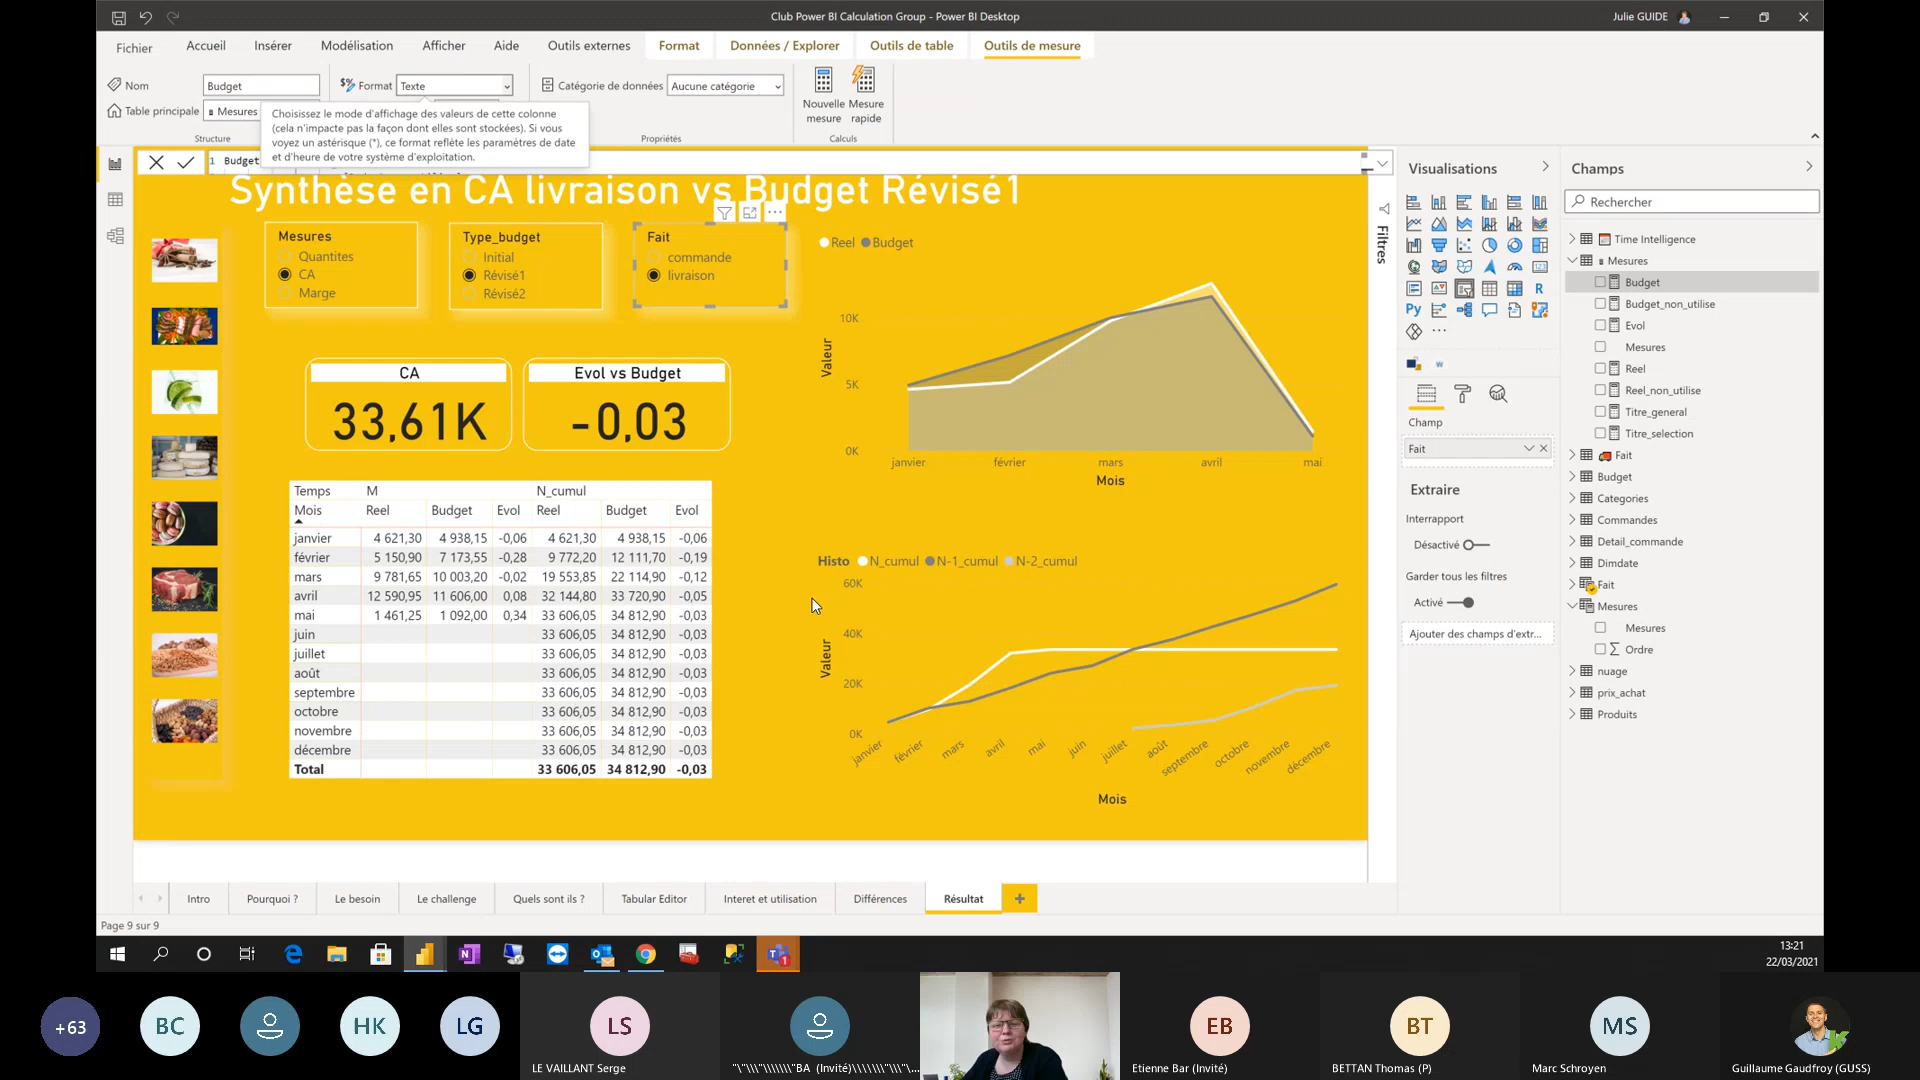 Club Power BI Calculation Group - Power BI Desktop
Julie GUIDE
Fichier Accueil Insérer Modélisation Afficher Aide Outils externes Format Données / Explorer Outils de table Outils de mesure
Nom Budget
Format Texte
Catégorie de données Aucune catégorie
Table principale Mesures
Nouvelle mesure
Mesure rapide
Structure
Propriétés
Calculs
Choisissez le mode d'affichage des valeurs de cette colonne
(cela n'impacte pas la façon dont elles sont stockées). Si vous
voyez un astérisque (*), ce format reflète les paramètres de date
et d'heure de votre système d'exploitation.
1 Budget
Synthèse en CA livraison vs Budget Révisé1
Mesures
Quantites
CA
Marge
Type_budget
Initial
Révisé1
Révisé2
Fait
commande
livraison
Reel Budget
10K
5K
0K
Valeur
janvier février mars avril mai
Mois
CA
33,61K
Evol vs Budget
-0,03
Temps M N_cumul
Mois Reel Budget Evol Reel Budget Evol
janvier 4 621,30 4 938,15 -0,06 4 621,30 4 938,15 -0,06
février 5 150,90 7 173,55 -0,28 9 772,20 12 111,70 -0,19
mars 9 781,65 10 003,20 -0,02 19 553,85 22 114,90 -0,12
avril 12 590,95 11 606,00 0,08 32 144,80 33 720,90 -0,05
mai 1 461,25 1 092,00 0,34 33 606,05 34 812,90 -0,03
juin 33 606,05 34 812,90 -0,03
juillet 33 606,05 34 812,90 -0,03
août 33 606,05 34 812,90 -0,03
septembre 33 606,05 34 812,90 -0,03
octobre 33 606,05 34 812,90 -0,03
novembre 33 606,05 34 812,90 -0,03
décembre 33 606,05 34 812,90 -0,03
Total 33 606,05 34 812,90 -0,03
Histo N_cumul N-1_cumul N-2_cumul
60K
40K
20K
0K
Valeur
janvier février mars avril mai juin juillet août septembre octobre novembre décembre
Mois
Filtres
Visualisations
R
Py
Champ
Fait
Extraire
Interrapport
Désactivé
Garder tous les filtres
Activé
Ajouter des champs d'extr...
Champs
Rechercher
Time Intelligence
Mesures
Budget
Budget_non_utilise
Evol
Mesures
Reel
Reel_non_utilise
Titre_general
Titre_selection
Fait
Budget
Categories
Commandes
Detail_commande
Dimdate
Fait
Mesures
Mesures
Ordre
nuage
prix_achat
Produits
Intro Pourquoi ? Le besoin Le challenge Quels sont ils ? Tabular Editor Interet et utilisation Différences Résultat
Page 9 sur 9
13:21
22/03/2021
+63 BC HK LG LS EB BT MS
LE VAILLANT Serge
"\"\\\"\\\\\\\"BA (Invité)\\\\\\\"\\\"\...
Etienne Bar (Invité)
BETTAN Thomas (P)
Marc Schroyen
Guillaume Gaudfroy (GUSS)